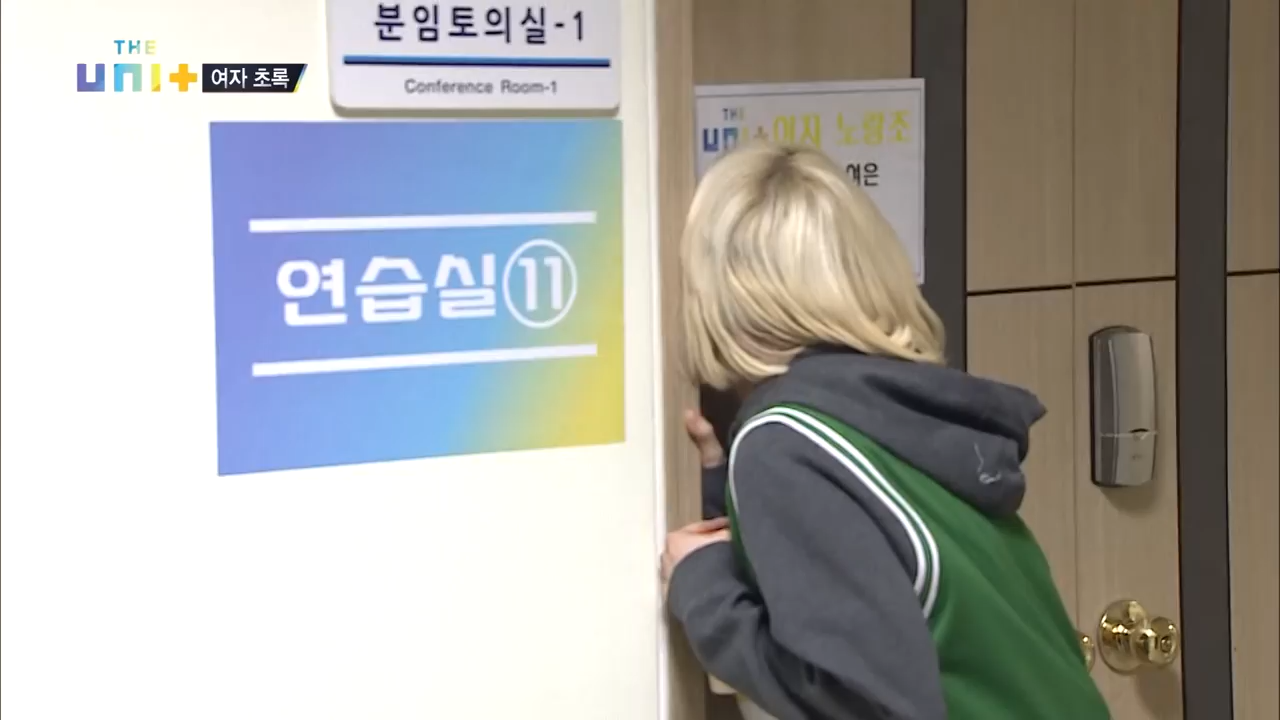 분임토의실-1
Conference Room-1
THE
UNI+ 여자 초록
연습실⑪
THE
UNI+ 여자 노랑조
여은